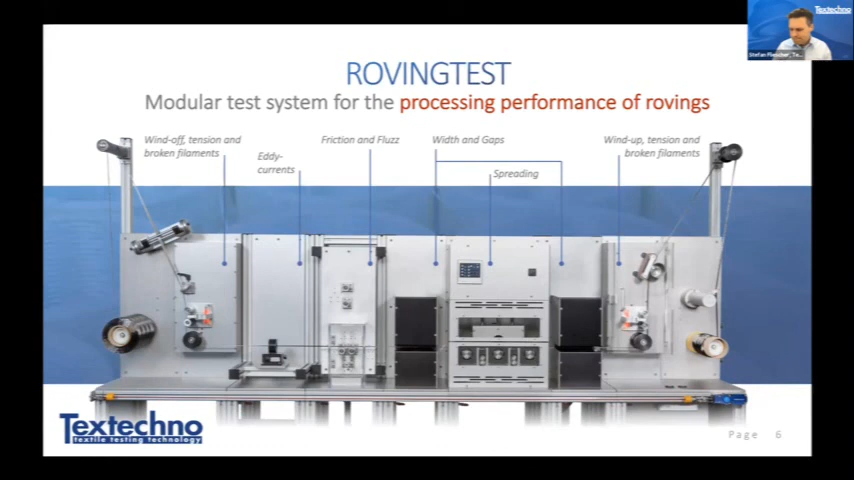 Textechno
ROVINGTEST
Modular test system for the processing performance of rovings
Wind-off, tension and
broken filaments
Eddy-
currents
Friction and Fluzz
Width and Gaps
Spreading
Wind-up, tension and
broken filaments
Textechno
textile testing technology
Page 6